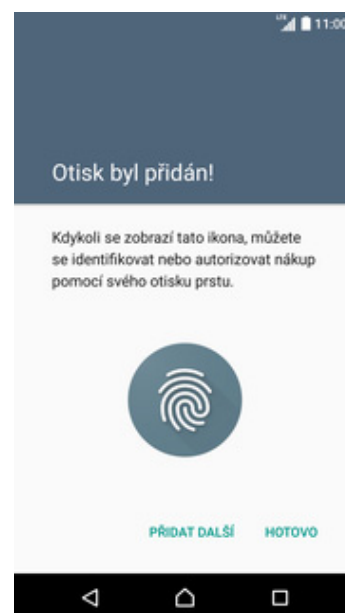 LTE 11:00
Otisk byl přidán!
Kdykoli se zobrazí tato ikona, můžete
se identifikovat nebo autorizovat nákup
pomocí svého otisku prstu.
PŘIDAT DALŠÍ HOTOVO